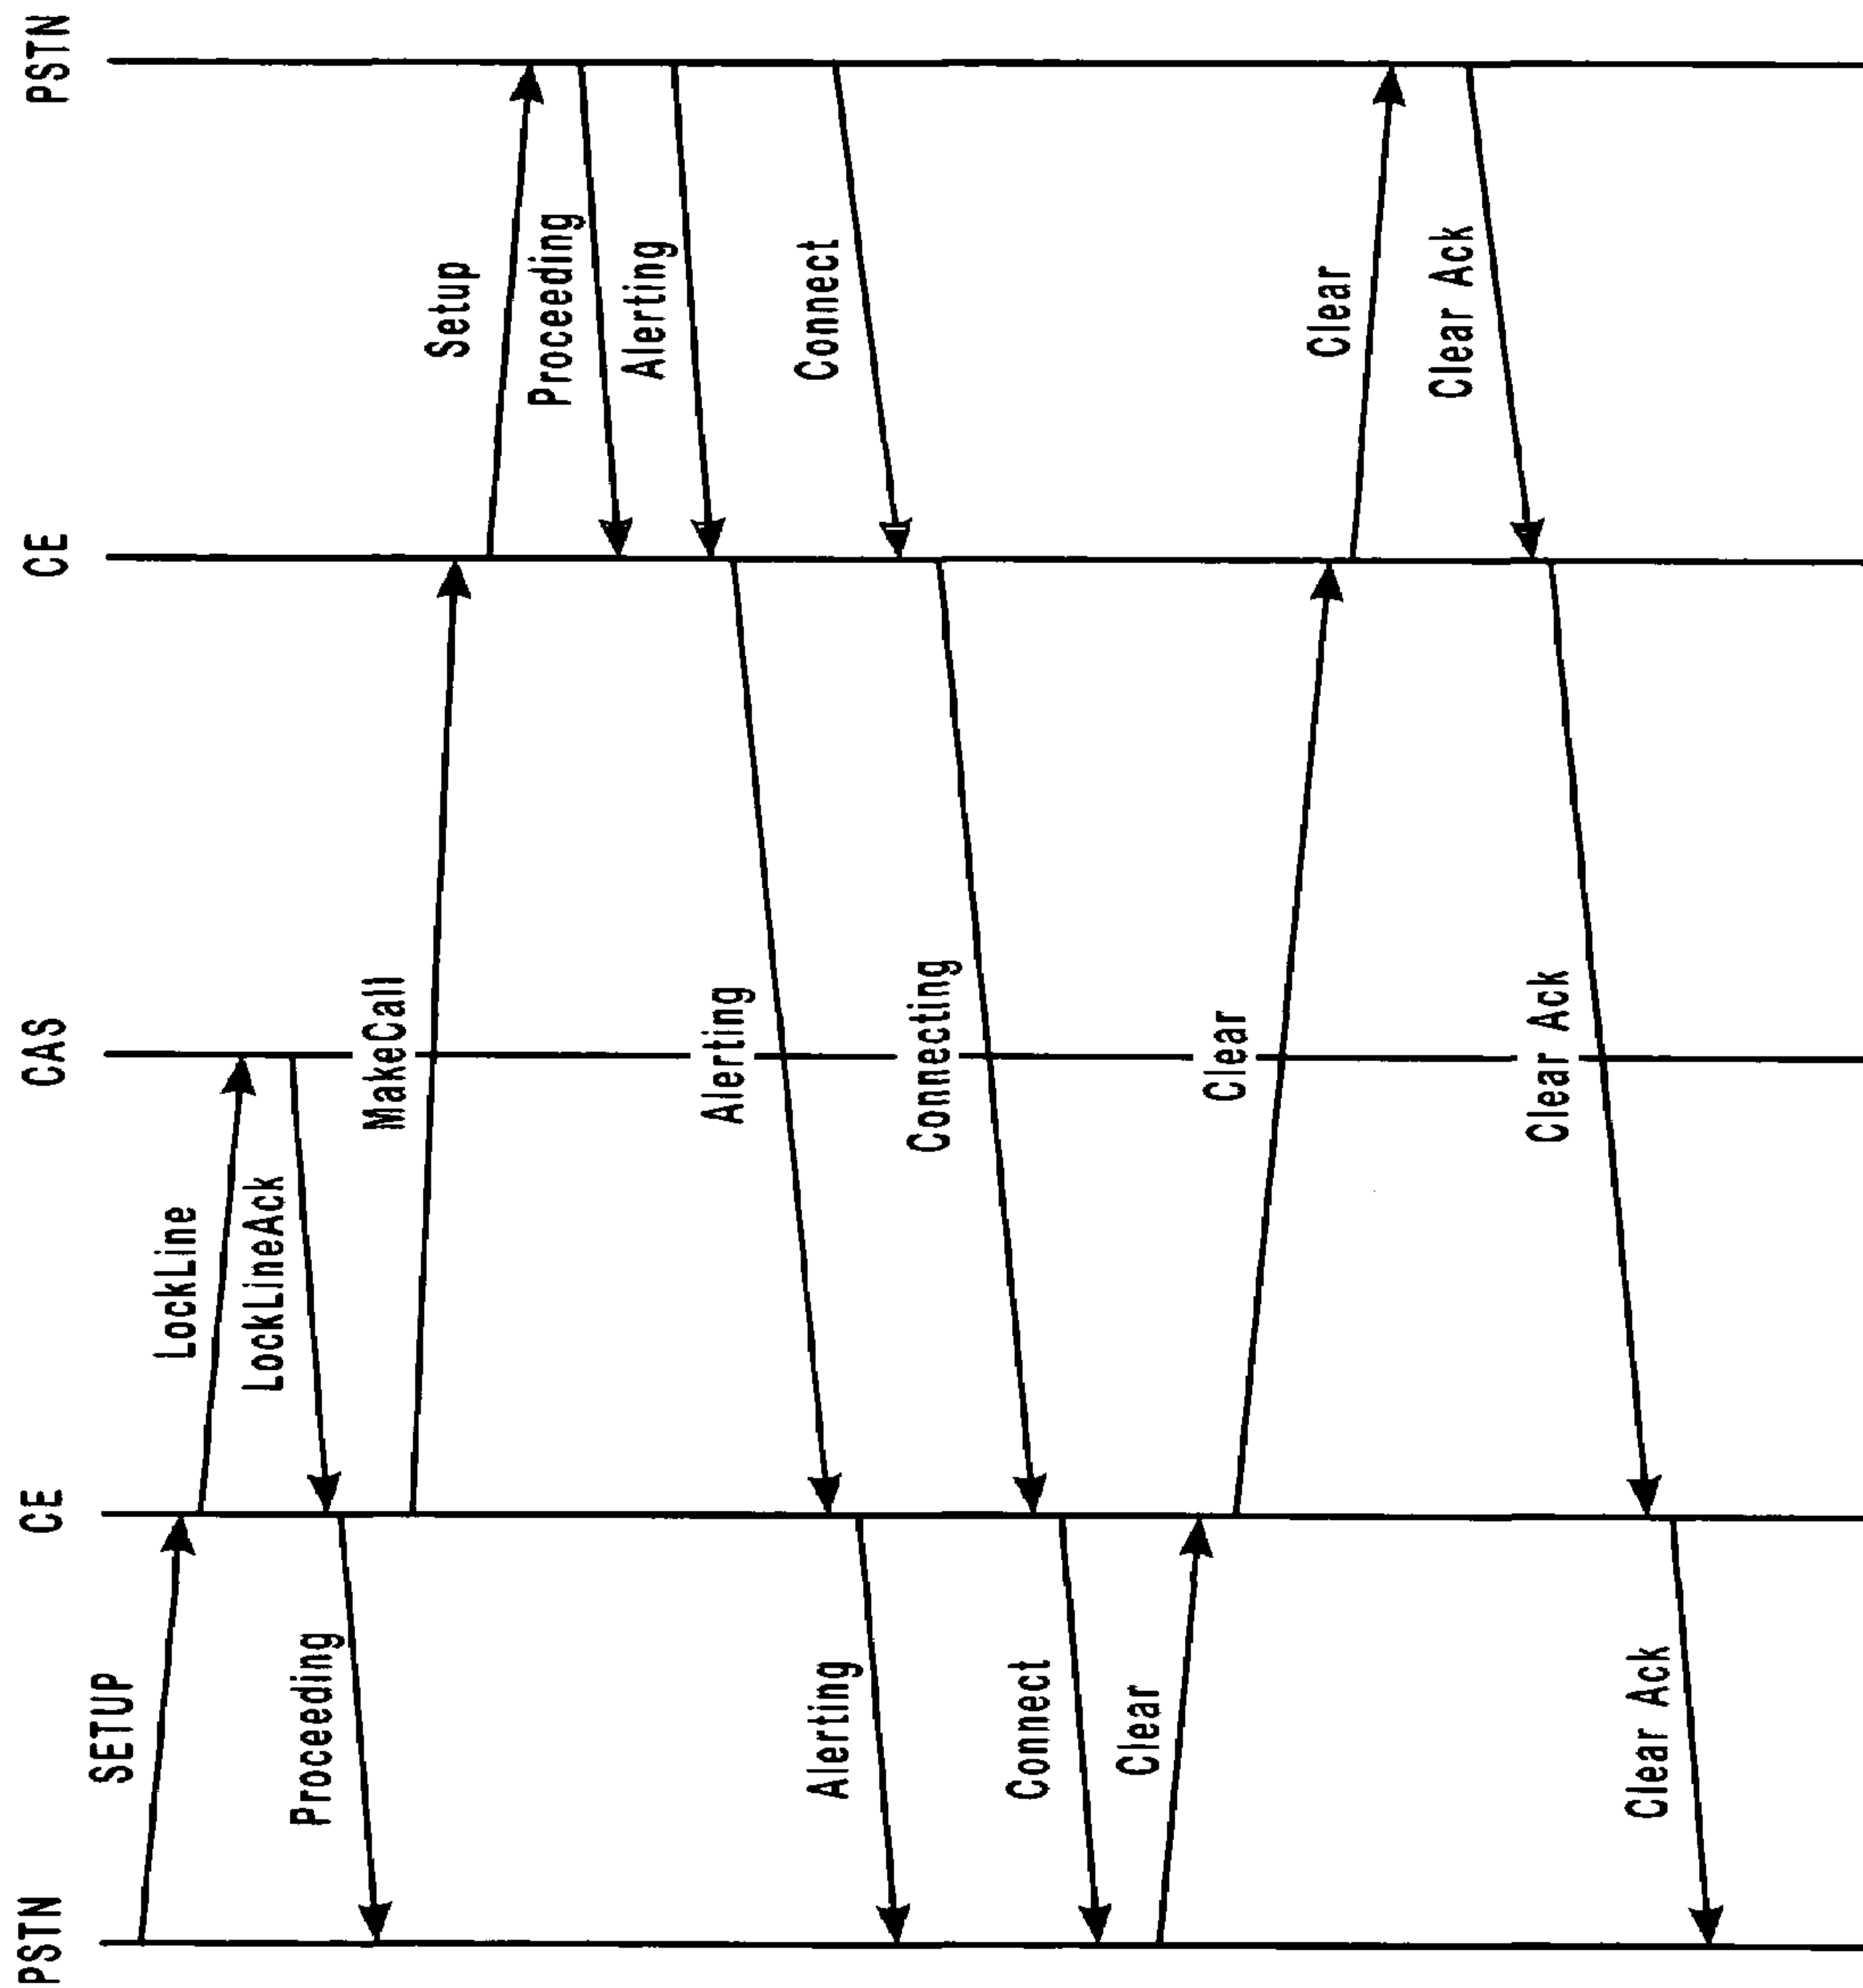 PSTN
CE
CAS
CE
PSTN
SETUP
LockLine
LockLineAck
Proceeding
MakeCall
Setup
Proceeding
Alerting
Alerting
Connect
Alerting
Connecting
Connect
Clear
Clear
Clear
Clear Ack
Clear Ack
Clear Ack